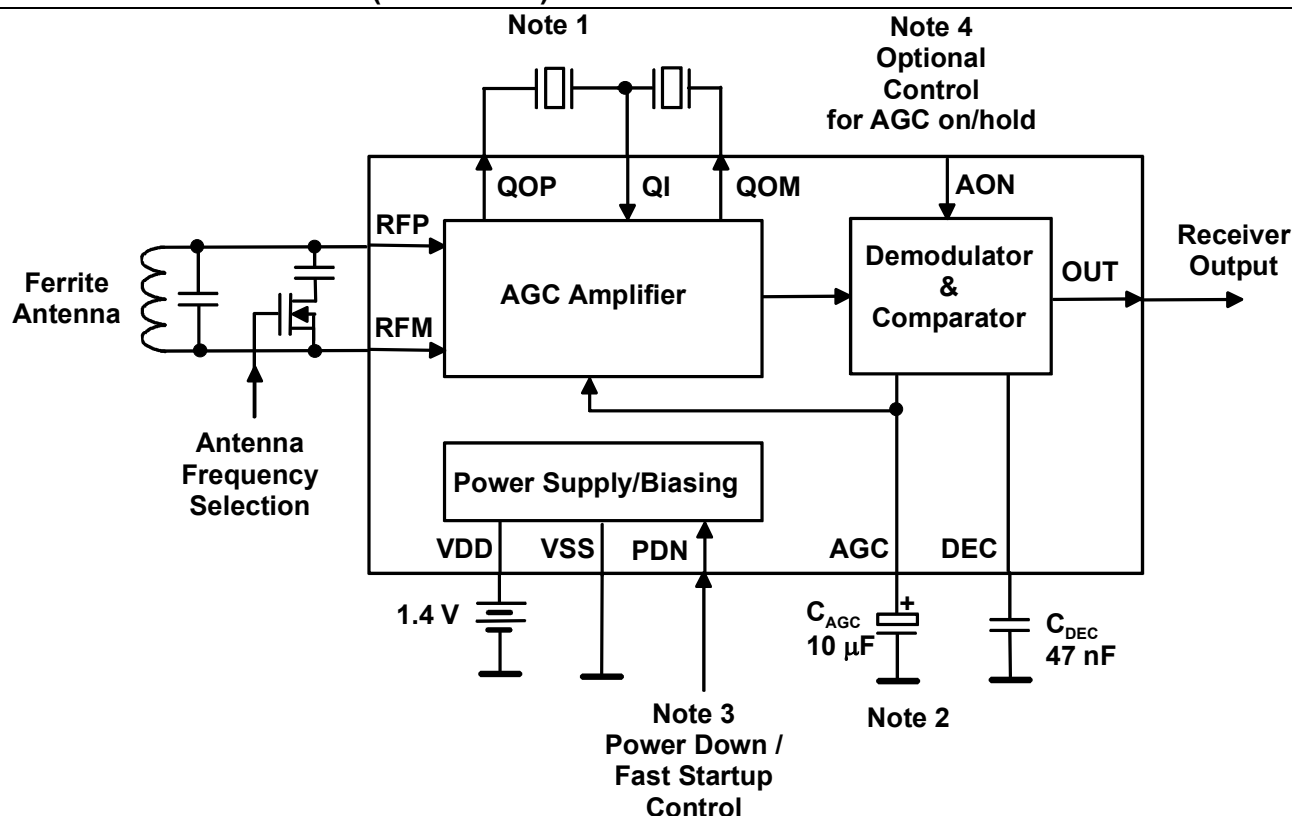 Note 1
Note 4
Optional
Control
for AGC on/hold
QOP
QI
QOM
AON
RFP
RFM
Ferrite
Antenna
AGC Amplifier
Demodulator
&
Comparator
OUT
Receiver
Output
Antenna
Frequency
Selection
Power Supply/Biasing
VDD
VSS
PDN
AGC
DEC
1.4 V
+
CAGC
10 μF
CDEC
47 nF
Note 3
Power Down /
Fast Startup
Control
Note 2